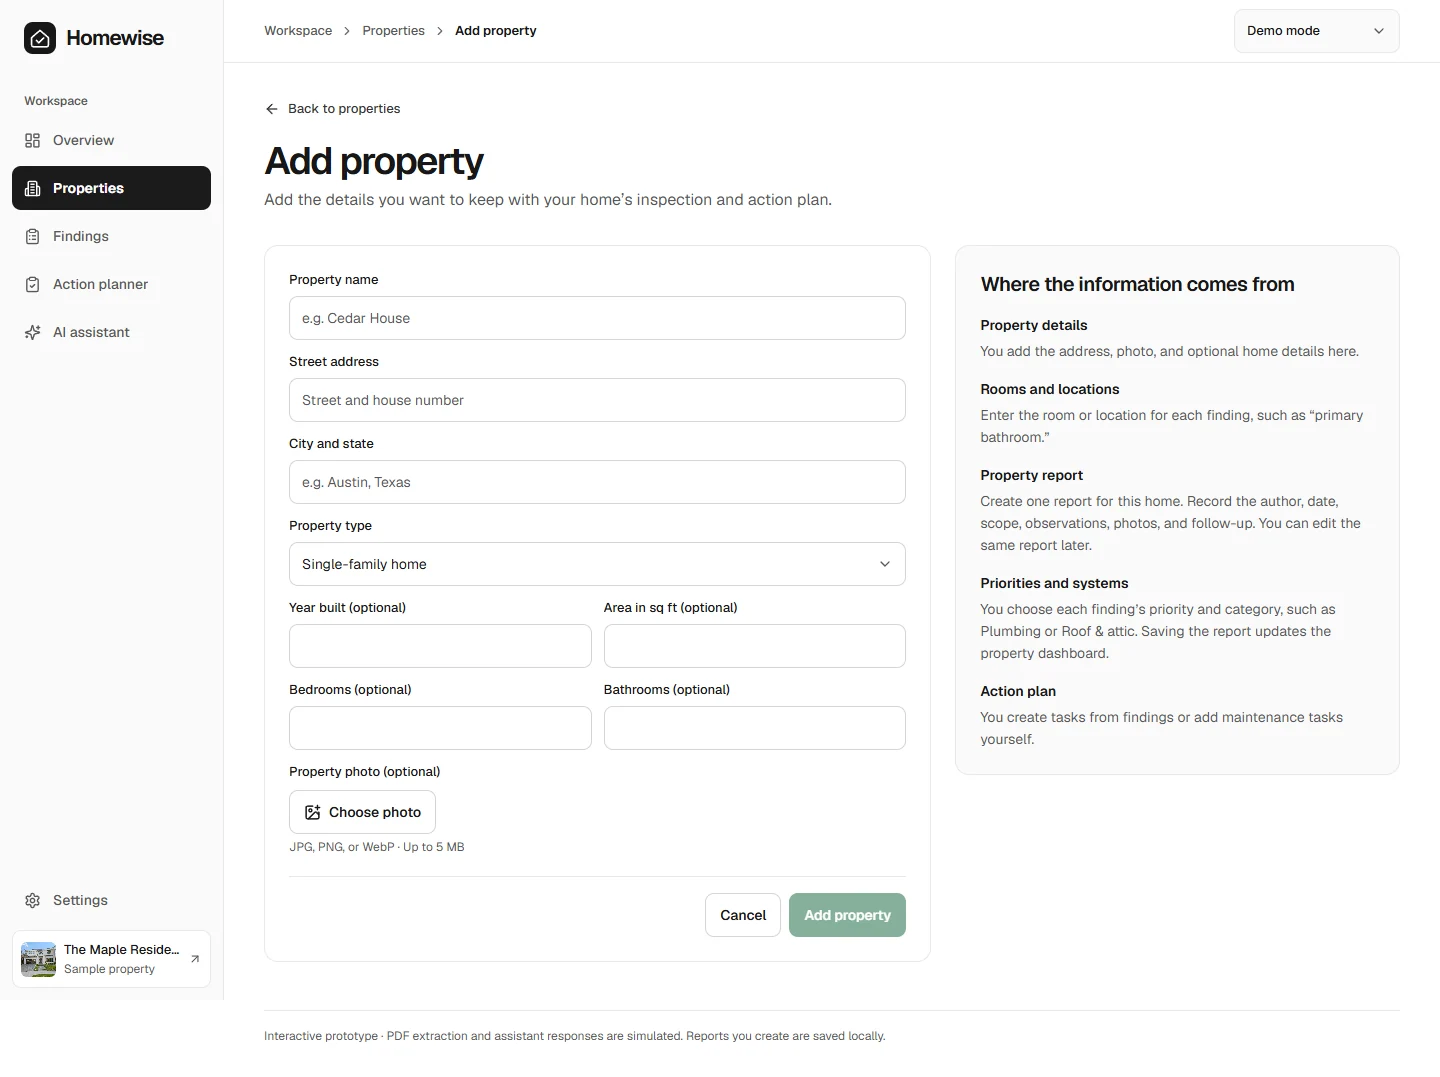 Homewise
Workspace
Overview
Properties
Findings
Action planner
AI assistant
Settings
The Maple Reside...
Sample property
Workspace > Properties > Add property
Demo mode
← Back to properties
Add property
Add the details you want to keep with your home’s inspection and action plan.
Property name
e.g. Cedar House
Street address
Street and house number
City and state
e.g. Austin, Texas
Property type
Single-family home
Year built (optional)
Area in sq ft (optional)
Bedrooms (optional)
Bathrooms (optional)
Property photo (optional)
Choose photo
JPG, PNG, or WebP · Up to 5 MB
Cancel
Add property
Where the information comes from
Property details
You add the address, photo, and optional home details here.
Rooms and locations
Enter the room or location for each finding, such as “primary
bathroom.”
Property report
Create one report for this home. Record the author, date,
scope, observations, photos, and follow-up. You can edit the
same report later.
Priorities and systems
You choose each finding’s priority and category, such as
Plumbing or Roof & attic. Saving the report updates the
property dashboard.
Action plan
You create tasks from findings or add maintenance tasks
yourself.
Interactive prototype · PDF extraction and assistant responses are simulated. Reports you create are saved locally.